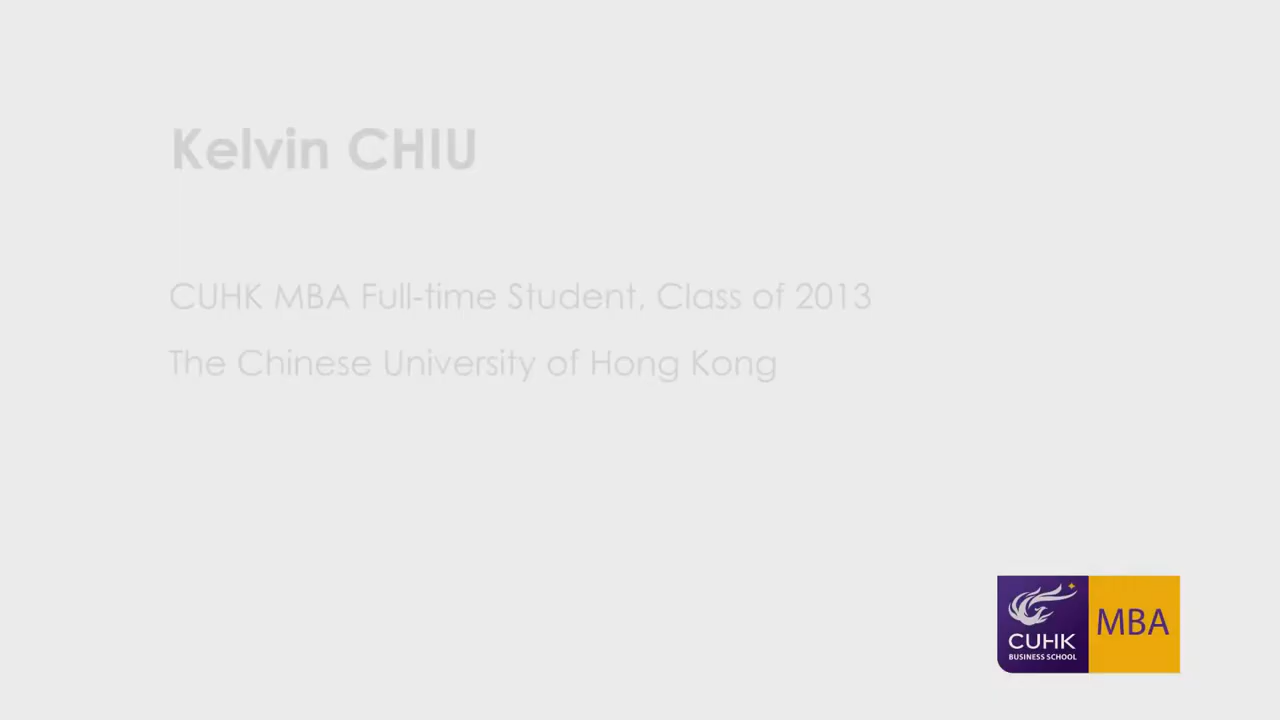 Kelvin CHIU
CUHK MBA Full-time Student, Class of 2013
The Chinese University of Hong Kong
CUHK
BUSINESS SCHOOL
MBA